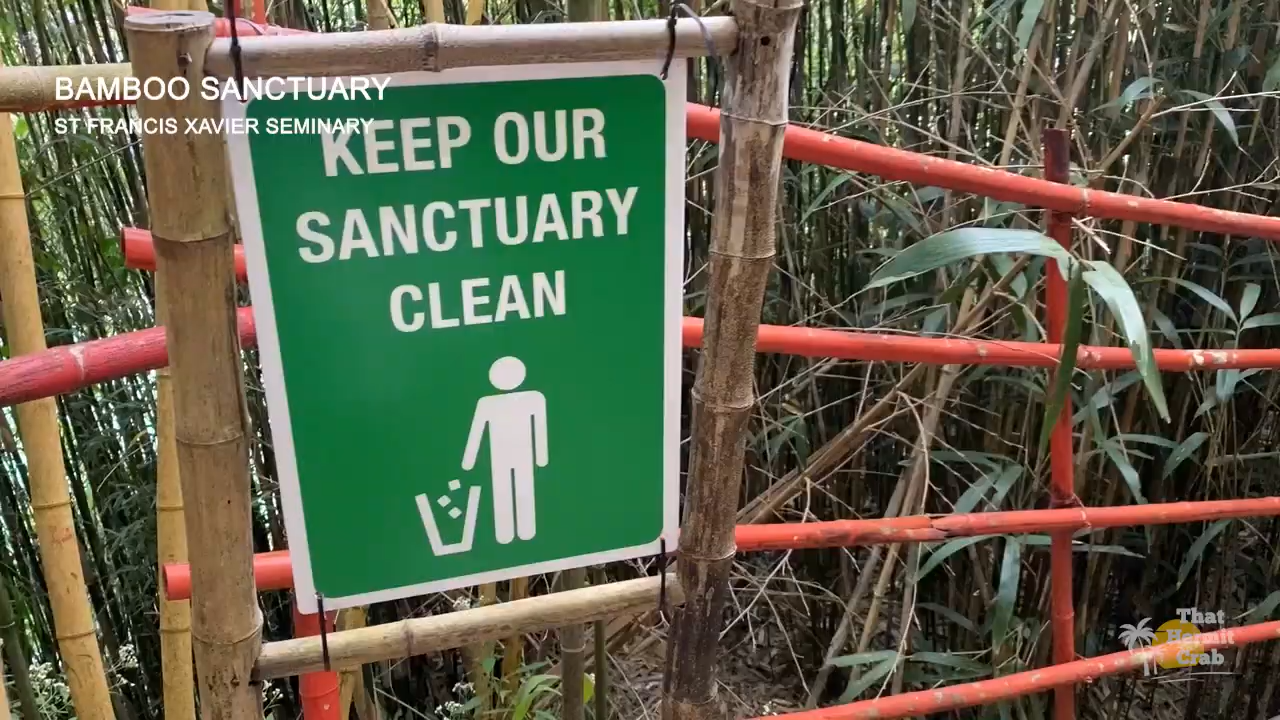 BAMBOO SANCTUARY
ST FRANCIS XAVIER SEMINARY
KEEP OUR
SANCTUARY
CLEAN
That
Hermit
Crab